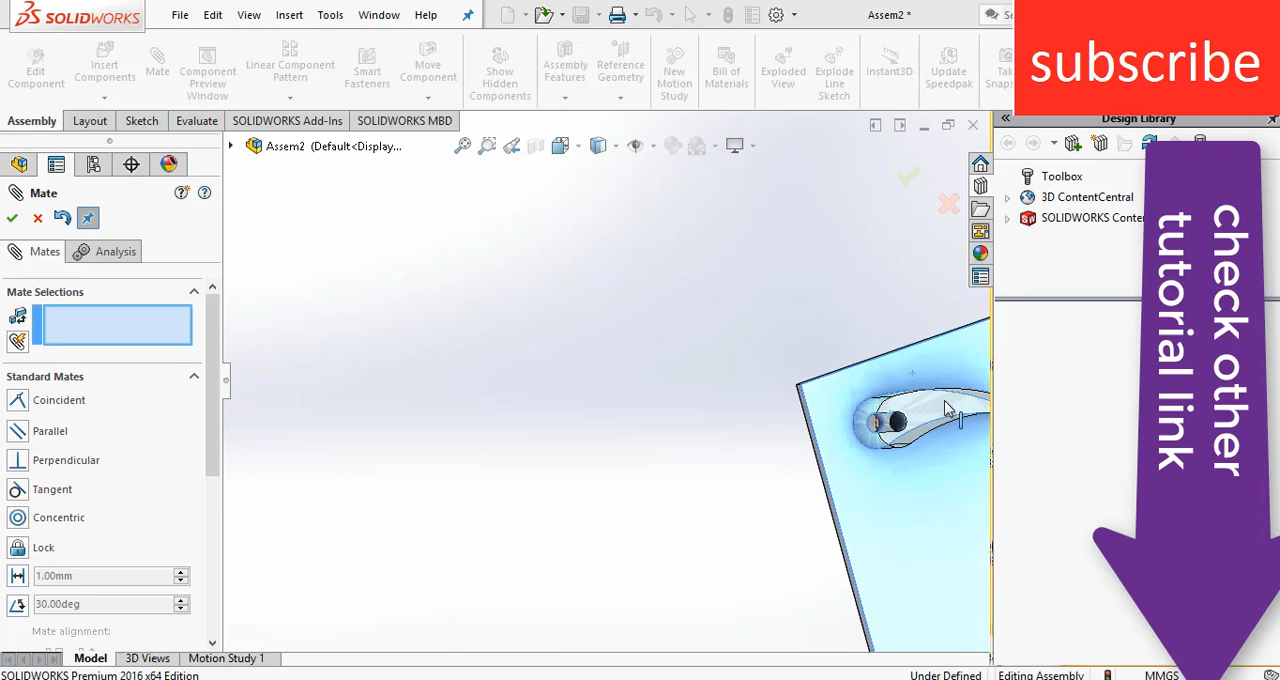 SOLIDWORKS
File Edit View Insert Tools Window Help
Assem2 *
subscribe
Edit Component
Insert Components
Mate
Component Preview Window
Linear Component Pattern
Smart Fasteners
Move Component
Show Hidden Components
Assembly Features
Reference Geometry
New Motion Study
Bill of Materials
Exploded View
Explode Line Sketch
Instant3D
Update Speedpak
Assembly Layout Sketch Evaluate SOLIDWORKS Add-Ins SOLIDWORKS MBD
Design Library
Assem2 (Default<Display...
Toolbox
3D ContentCentral
SOLIDWORKS Conte
Mate
Mates Analysis
Mate Selections
Standard Mates
Coincident
Parallel
Perpendicular
Tangent
Concentric
Lock
1.00mm
30.00deg
Mate alignment:
check other
tutorial link
Model 3D Views Motion Study 1
SOLIDWORKS Premium 2016 x64 Edition
Under Defined Editing Assembly MMGS